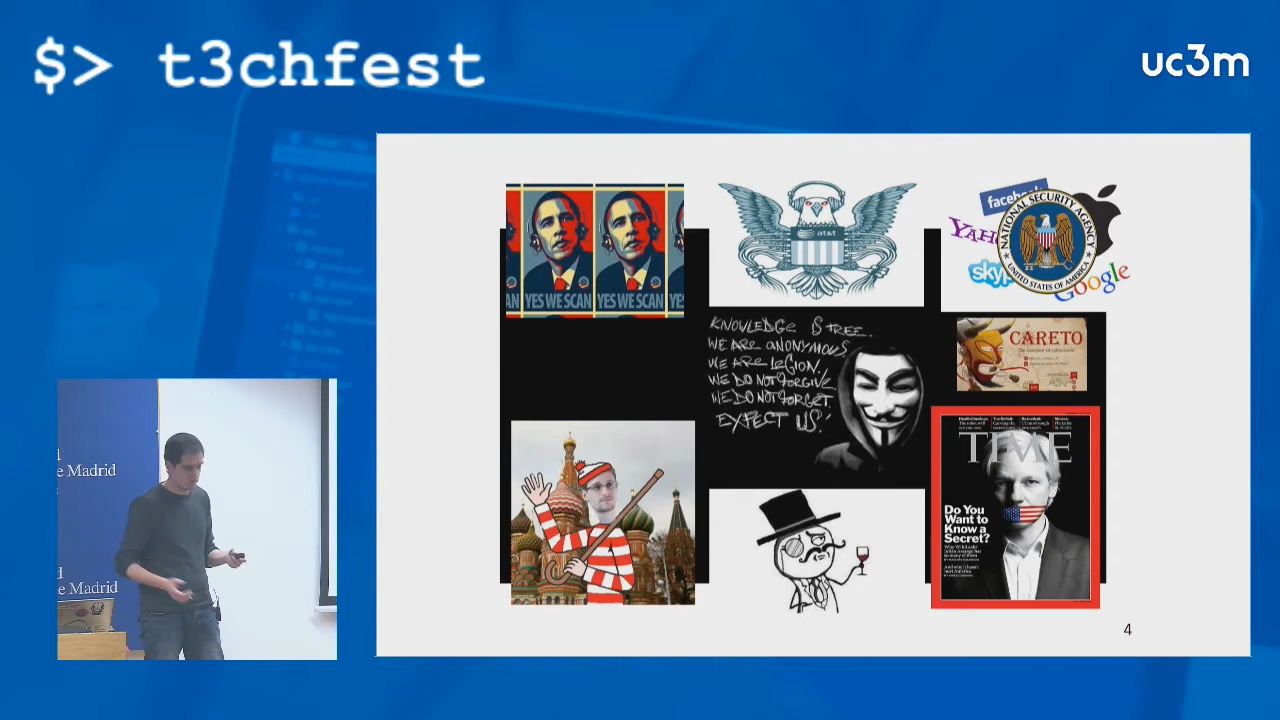 $> t3chfest
uc3m
YES WE SCAN
YES WE SCAN
YES
at&t
facebook
NATIONAL SECURITY AGENCY
UNITED STATES OF AMERICA
YAH
skyp
Google
KNOWLEDGE IS FREE.
WE ARE ANONYMOUS
WE ARE LEGION.
WE DO NOT FORGIVE.
WE DO NOT FORGET.
EXPECT US!
CARETO
TIME
Do You
Want to
Know a
Secret?
e Madrid
e Madrid
4